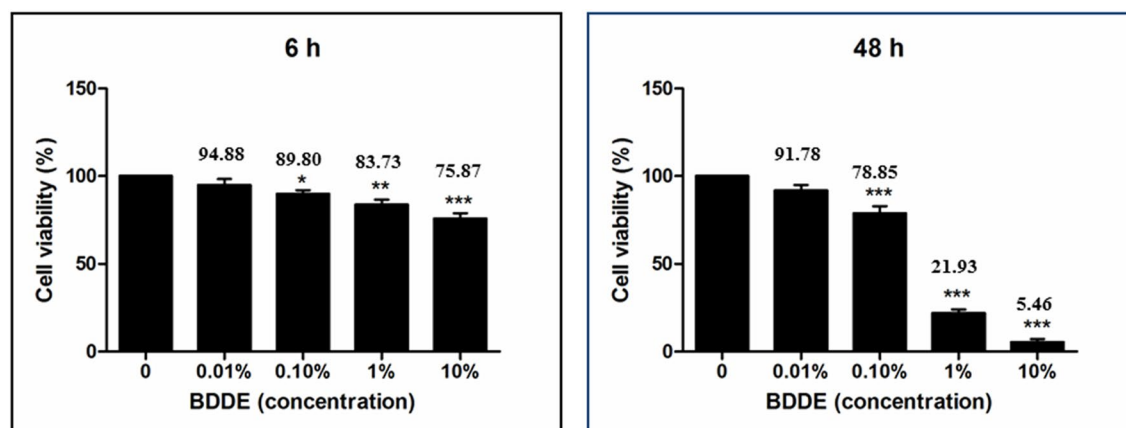 6 h
150
100
50
0
Cell viability (%)
94.88
89.80
83.73
75.87
*
**
***
0 0.01% 0.10% 1% 10%
BDDE (concentration)
48 h
150
100
50
0
Cell viability (%)
91.78
78.85
21.93
5.46
***
***
***
0 0.01% 0.10% 1% 10%
BDDE (concentration)